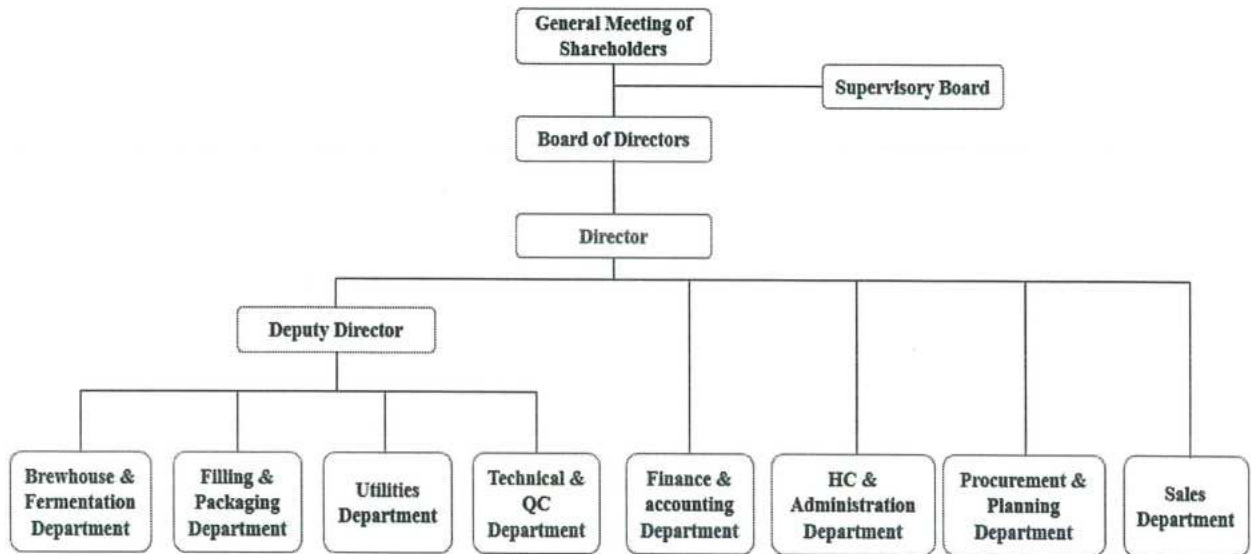 General Meeting of
Shareholders
Supervisory Board
Board of Directors
Director
Deputy Director
Brewhouse &
Fermentation
Department
Filling &
Packaging
Department
Utilities
Department
Technical &
QC
Department
Finance &
accounting
Department
HC &
Administration
Department
Procurement &
Planning
Department
Sales
Department